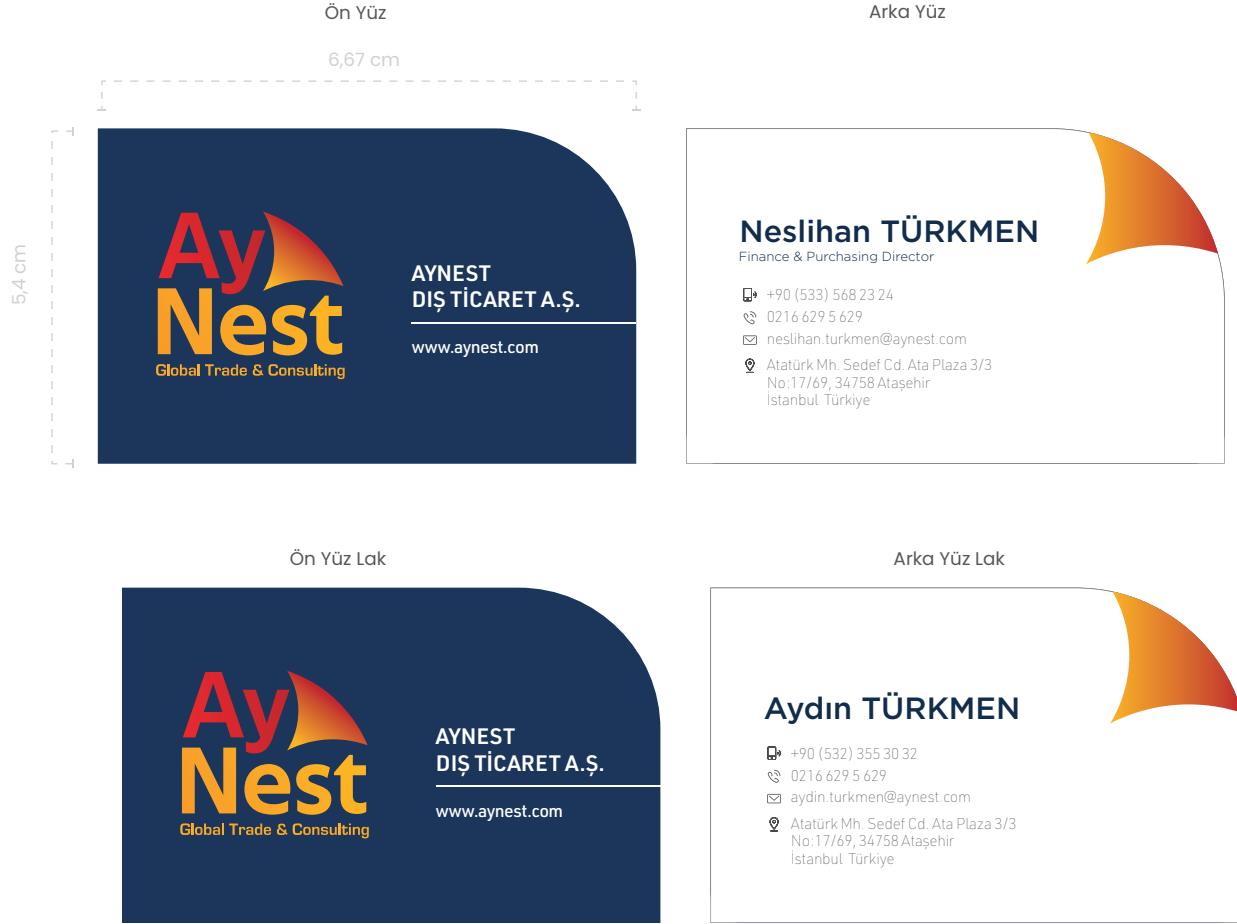 Ön Yüz
Arka Yüz
6,67 cm
5,4 cm
Ay
Nest
Global Trade & Consulting
AYNEST
DIŞ TİCARET A.Ş.
www.aynest.com
Neslihan TÜRKMEN
Finance & Purchasing Director
+90 (533) 568 23 24
0216 629 5 629
neslihan.turkmen@aynest.com
Atatürk Mh. Sedef Cd. Ata Plaza 3/3
No:17/69, 34758 Ataşehir
İstanbul Türkiye
Ön Yüz Lak
Arka Yüz Lak
Ay
Nest
Global Trade & Consulting
AYNEST
DIŞ TİCARET A.Ş.
www.aynest.com
Aydın TÜRKMEN
+90 (532) 355 30 32
0216 629 5 629
aydin.turkmen@aynest.com
Atatürk Mh. Sedef Cd. Ata Plaza 3/3
No:17/69, 34758 Ataşehir
İstanbul Türkiye